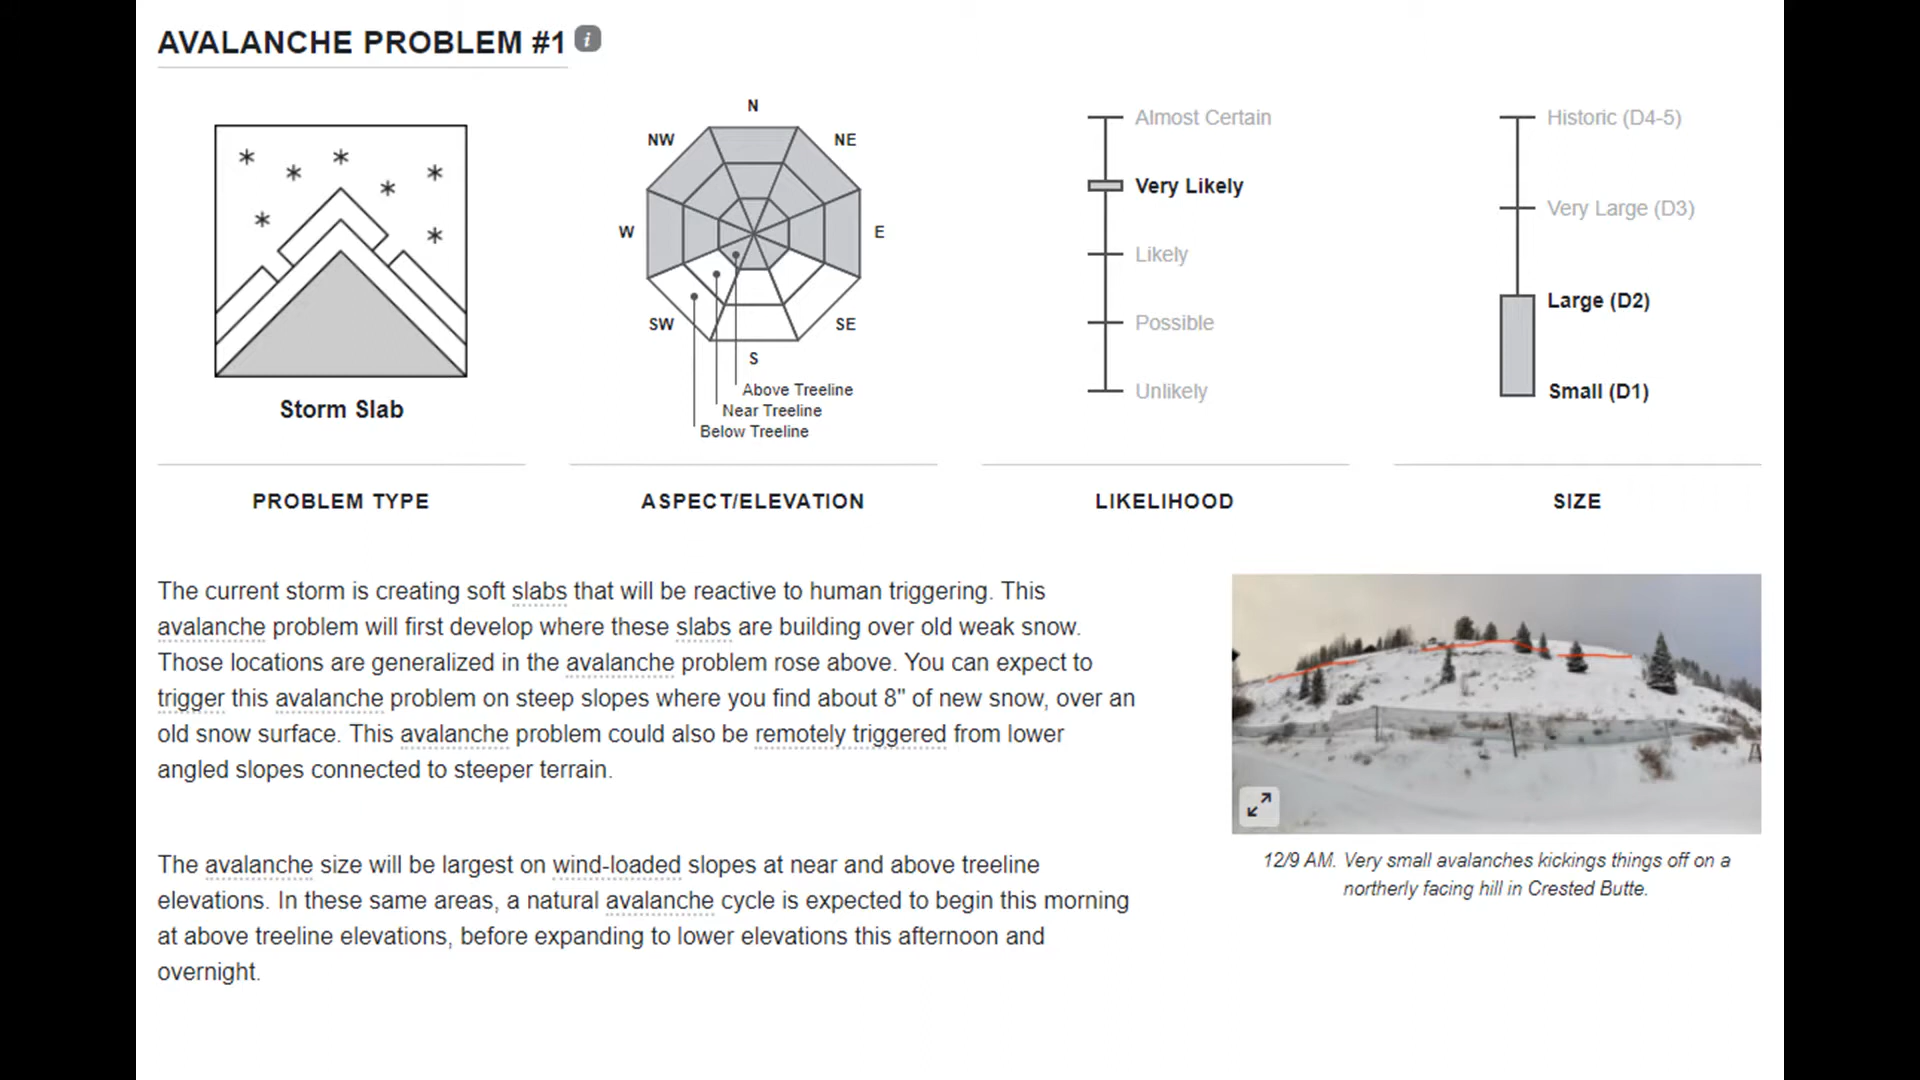 AVALANCHE PROBLEM #1 i
N
NW
NE
W
E
SW
SE
S
Above Treeline
Near Treeline
Below Treeline
Almost Certain
Very Likely
Likely
Possible
Unlikely
Historic (D4-5)
Very Large (D3)
Large (D2)
Small (D1)
Storm Slab
PROBLEM TYPE
ASPECT/ELEVATION
LIKELIHOOD
SIZE
The current storm is creating soft slabs that will be reactive to human triggering. This
avalanche problem will first develop where these slabs are building over old weak snow.
Those locations are generalized in the avalanche problem rose above. You can expect to
trigger this avalanche problem on steep slopes where you find about 8" of new snow, over an
old snow surface. This avalanche problem could also be remotely triggered from lower
angled slopes connected to steeper terrain.
The avalanche size will be largest on wind-loaded slopes at near and above treeline
elevations. In these same areas, a natural avalanche cycle is expected to begin this morning
at above treeline elevations, before expanding to lower elevations this afternoon and
overnight.
12/9 AM. Very small avalanches kickings things off on a
northerly facing hill in Crested Butte.